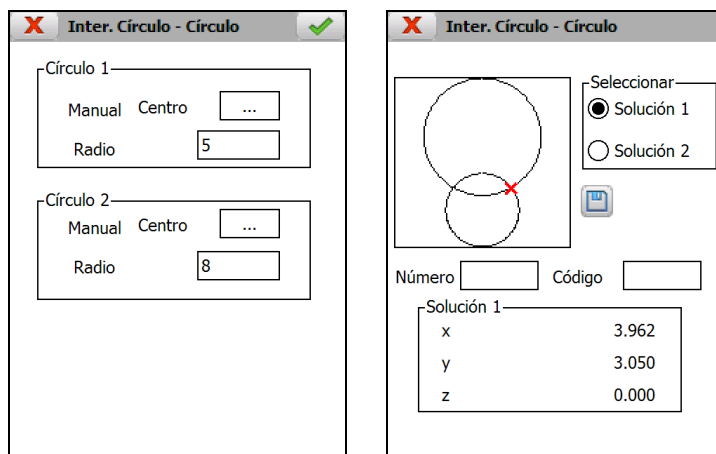 Inter. Círculo - Círculo
Círculo 1
Manual Centro ...
Radio 5
Círculo 2
Manual Centro ...
Radio 8
Inter. Círculo - Círculo
Seleccionar
Solución 1
Solución 2
Número Código
Solución 1
x 3.962
y 3.050
z 0.000